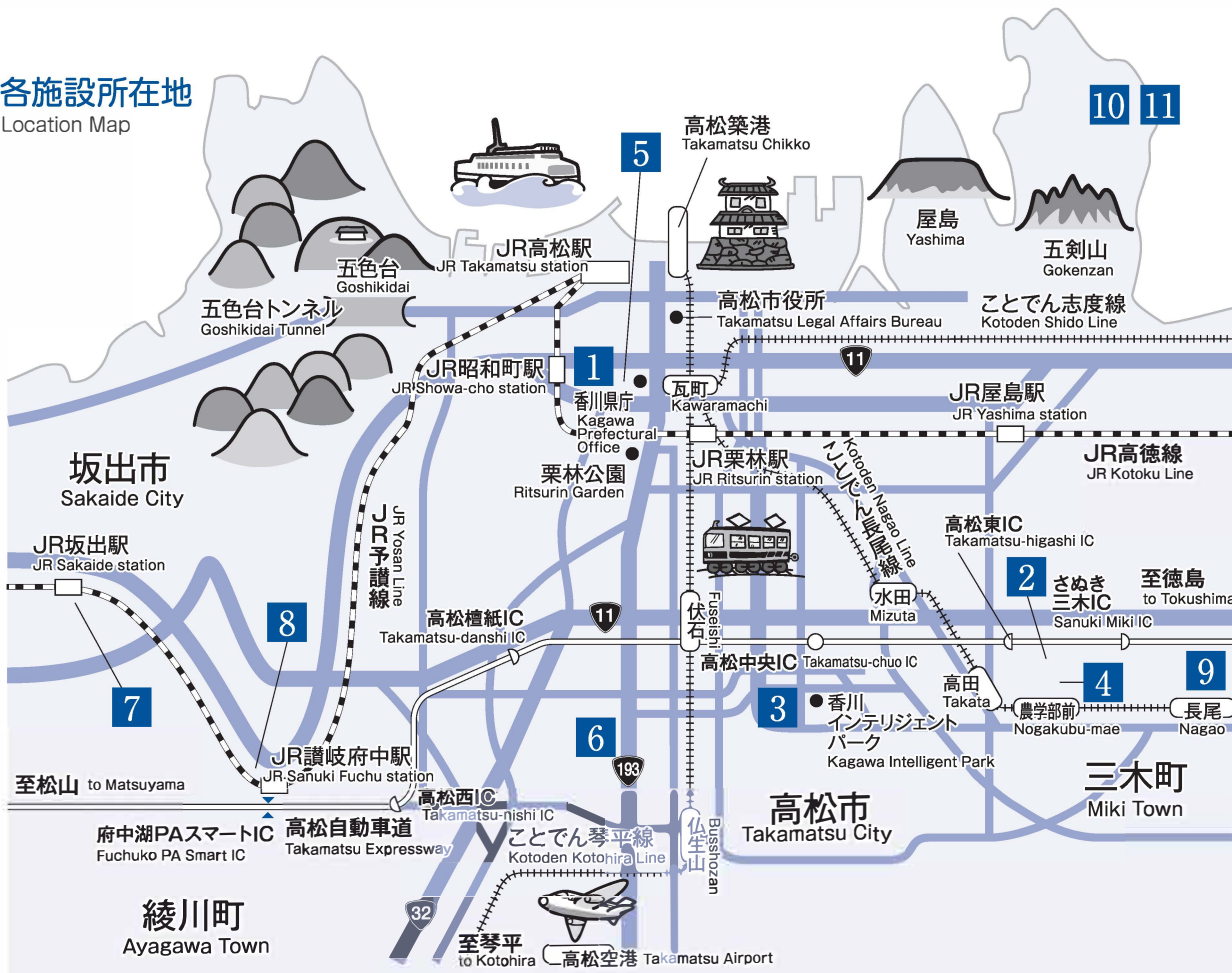 各施設所在地
Location Map
10 11
5
高松築港
Takamatsu Chikko
屋島
Yashima
五剣山
Gokenzan
JR高松駅
JR Takamatsu station
五色台
Goshikidai
五色台トンネル
Goshikidai Tunnel
高松市役所
Takamatsu Legal Affairs Bureau
ことでん志度線
Kotoden Shido Line
11
JR昭和町駅
JR Showa-cho station
1
香川県庁
Kagawa
Prefectural
Office
瓦町
Kawaramachi
JR屋島駅
JR Yashima station
栗林公園
Ritsurin Garden
JR栗林駅
JR Ritsurin station
JR高徳線
JR Kotoku Line
坂出市
Sakaide City
JR予讃線
JR Yosan Line
ことでん長尾線
Kotoden Nagao Line
高松東IC
Takamatsu-higashi IC
JR坂出駅
JR Sakaide station
2
さぬき
三木IC
Sanuki Miki IC
至徳島
to Tokushima
水田
Mizuta
8
高松檀紙IC
Takamatsu-danshi IC
11
伏石
Fuseishi
高松中央IC Takamatsu-chuo IC
7
3
香川
インテリジェント
パーク
Kagawa Intelligent Park
高田
Takata
4
9
農学部前
Nogakubu-mae
長尾
Nagao
6
193
JR讃岐府中駅
JR Sanuki Fuchu station
至松山 to Matsuyama
高松西IC
Takamatsu-nishi IC
高松市
Takamatsu City
三木町
Miki Town
府中湖PAスマートIC
Fuchuko PA Smart IC
高松自動車道
Takamatsu Expressway
ことでん琴平線
Kotoden Kotohira Line
仏生山
Busshozan
綾川町
Ayagawa Town
32
至琴平
to Kotohira
高松空港 Takamatsu Airport